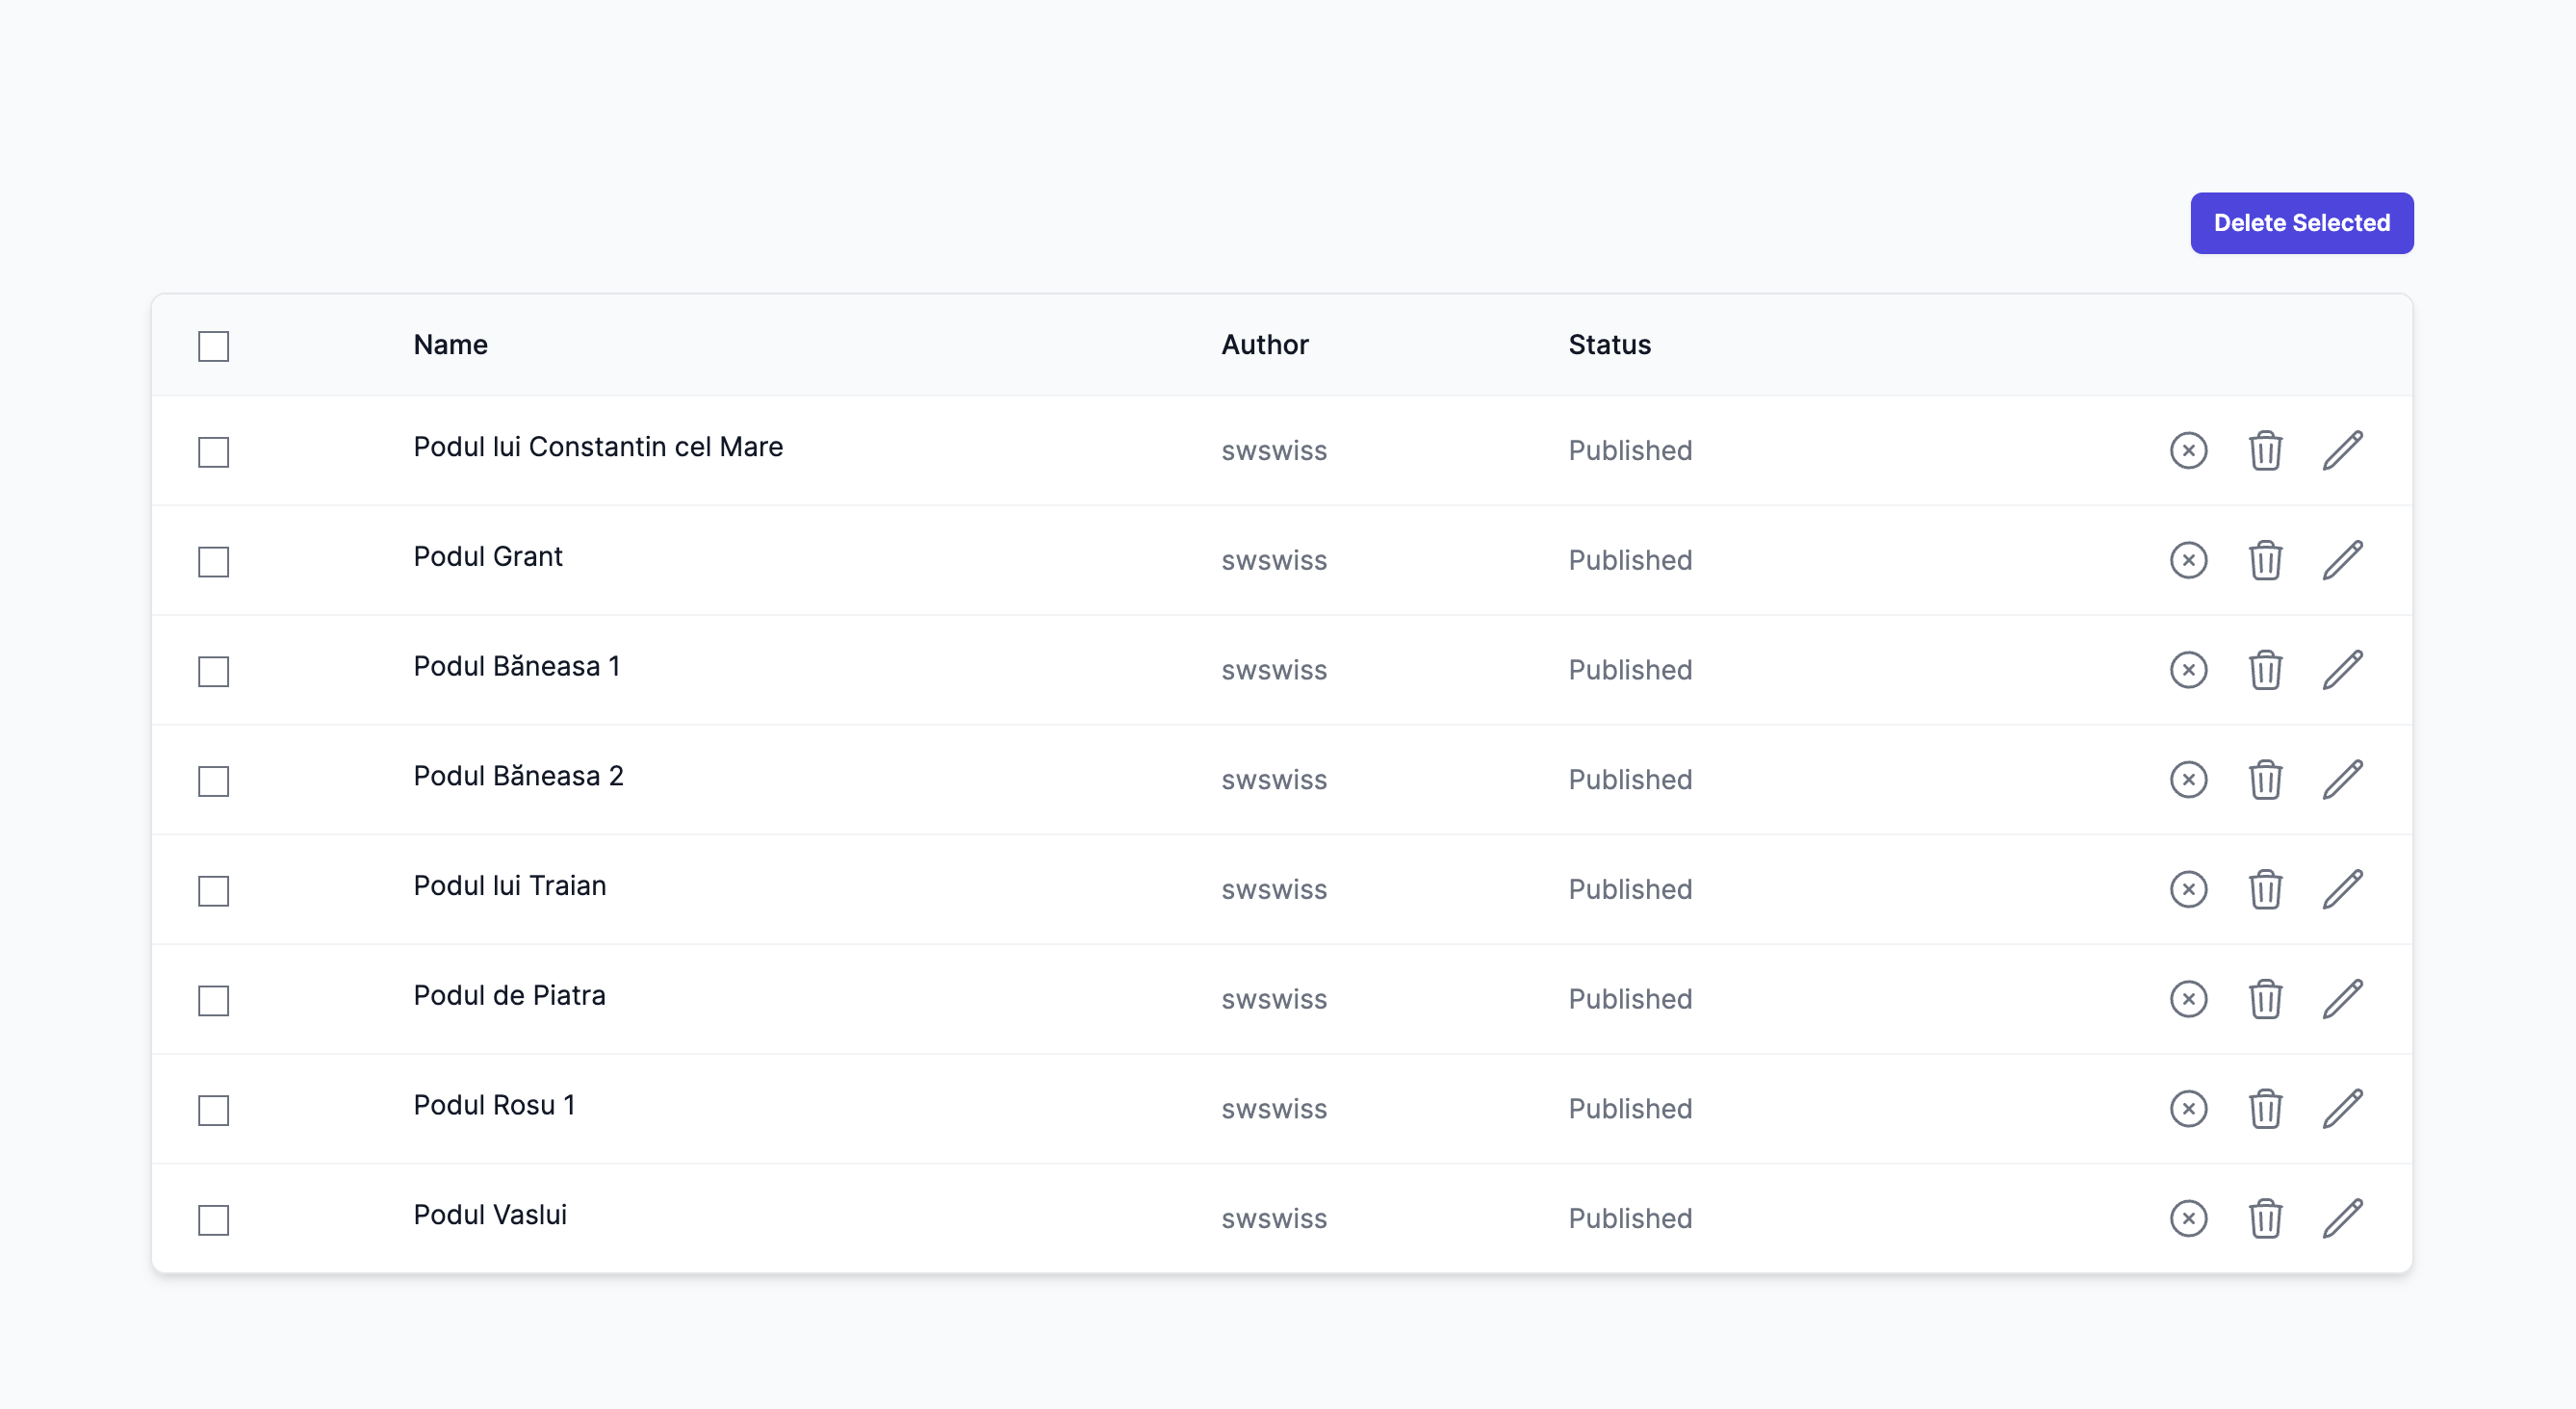 Delete Selected
Name Author Status
Podul lui Constantin cel Mare swswiss Published
Podul Grant swswiss Published
Podul Băneasa 1 swswiss Published
Podul Băneasa 2 swswiss Published
Podul lui Traian swswiss Published
Podul de Piatra swswiss Published
Podul Rosu 1 swswiss Published
Podul Vaslui swswiss Published